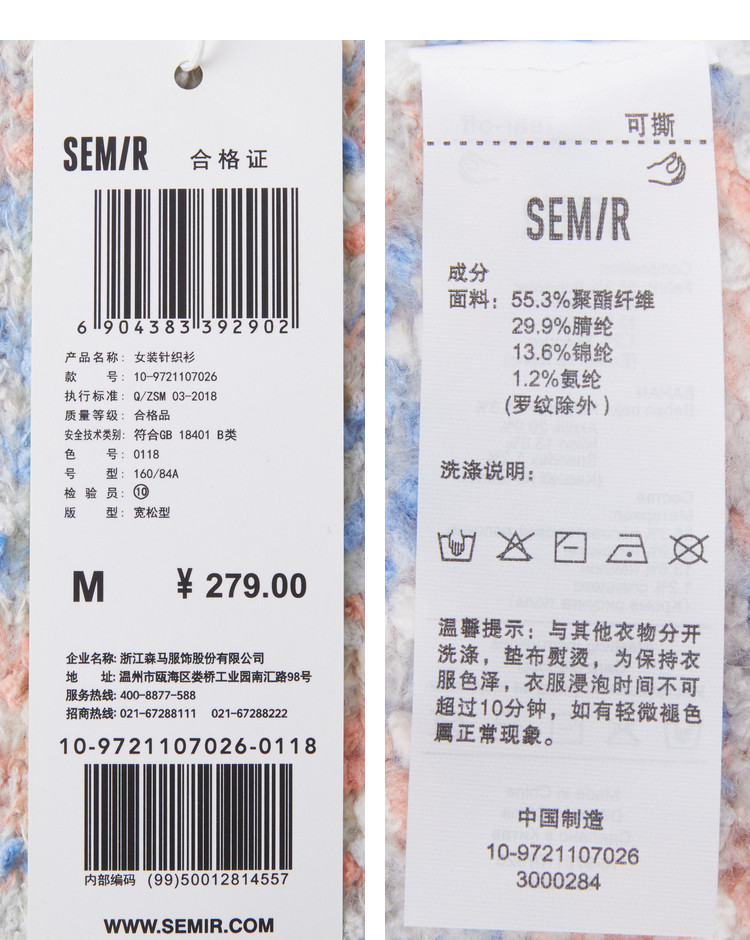 SEMIR 合格证
6 904383 392902
产品名称: 女装针织衫
款 号: 10-9721107026
执行标准: Q/ZSM 03-2018
质量等级: 合格品
安全技术类别: 符合GB 18401 B类
色 号: 0118
号 型: 160/84A
检 验 员: ⑩
版 型: 宽松型
M ¥ 279.00
企业名称: 浙江森马服饰股份有限公司
地 址: 温州市瓯海区娄桥工业园南汇路98号
服务热线: 400-8877-588
招商热线: 021-67288111 021-67288222
10-9721107026-0118
内部编码 (99)50012814557
WWW.SEMIR.COM
可撕
SEMIR
成分
面料: 55.3%聚酯纤维
29.9%腈纶
13.6%锦纶
1.2%氨纶
(罗纹除外)
洗涤说明:
温馨提示: 与其他衣物分开
洗涤, 垫布熨烫, 为保持衣
服色泽, 衣服浸泡时间不可
超过10分钟, 如有轻微褪色
属正常现象。
中国制造
10-9721107026
3000284